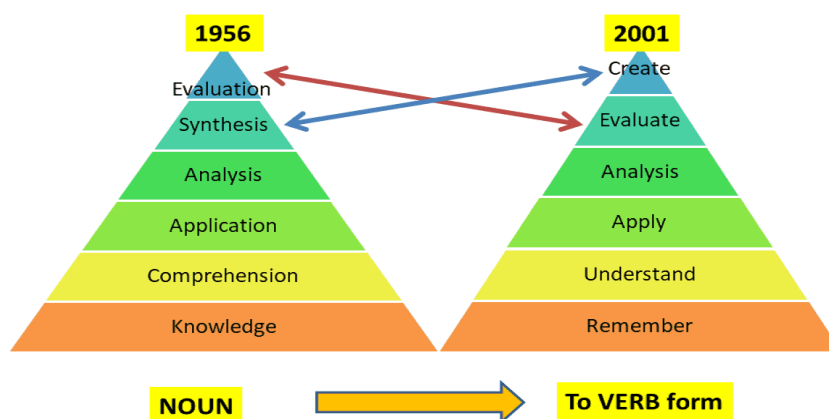 1956
Evaluation
Synthesis
Analysis
Application
Comprehension
Knowledge
NOUN
2001
Create
Evaluate
Analysis
Apply
Understand
Remember
To VERB form